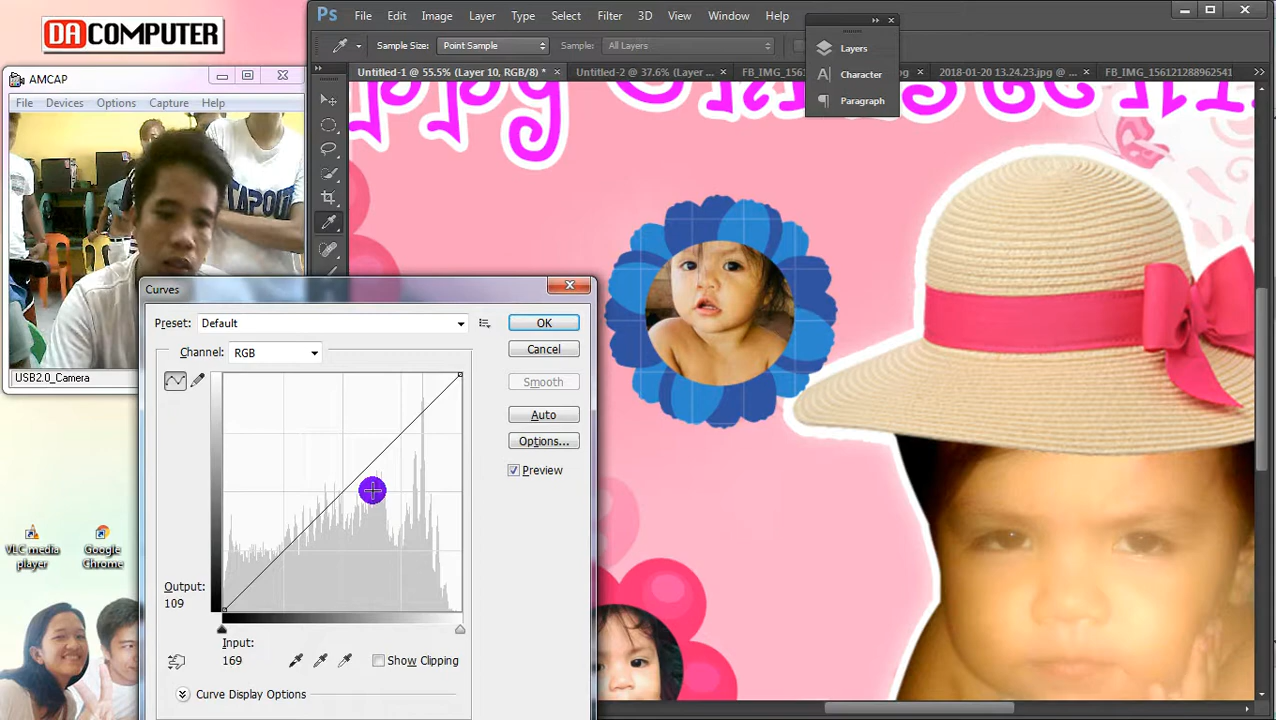 DA COMPUTER
AMCAP
File Devices Options Capture Help
USB2.0_Camera
VLC media player
Google Chrome
Ps File Edit Image Layer Type Select Filter 3D View Window Help
Sample Size: Point Sample Sample: All Layers
Untitled-1 @ 55.5% (Layer 10, RGB/8) * × Untitled-2 @ 37.6% (Layer ... × 2018-01-20 13.24.23.jpg @ ... × FB_IMG_156121288962541
Layers
Character
Paragraph
Curves
Preset: Default
OK
Channel: RGB
Cancel
Smooth
Auto
Options...
Preview
Output:
109
Input:
169
Show Clipping
Curve Display Options